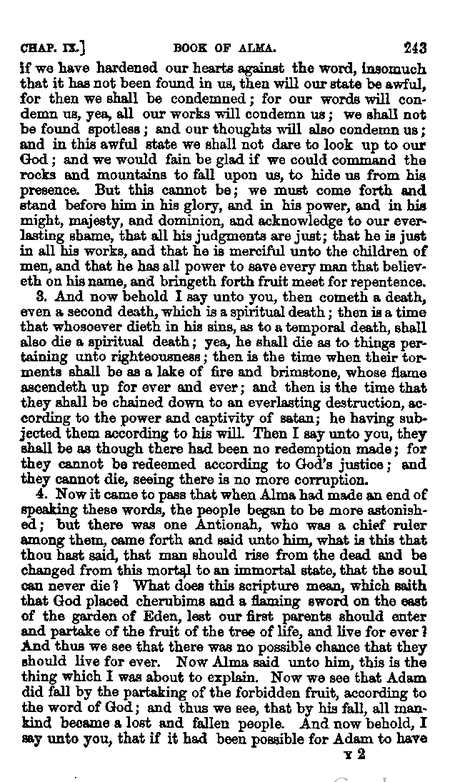 CHAP. IX.] BOOK OF ALMA. 243
if we have hardened our hearts against the word, insomuch
that it has not been found in us, then will our state be awful,
for then we shall be condemned; for our words will con-
demn us, yea, all our works will condemn us; we shall not
be found spotless; and our thoughts will also condemn us;
and in this awful state we shall not dare to look up to our
God; and we would fain be glad if we could command the
rocks and mountains to fall upon us, to hide us from his
presence. But this cannot be; we must come forth and
stand before him in his glory, and in his power, and in his
might, majesty, and dominion, and acknowledge to our ever-
lasting shame, that all his judgments are just; that he is just
in all his works, and that he is merciful unto the children of
men, and that he has all power to save every man that believ-
eth on his name, and bringeth forth fruit meet for repentence.
3. And now behold I say unto you, then cometh a death,
even a second death, which is a spiritual death; then is a time
that whosoever dieth in his sins, as to a temporal death, shall
also die a spiritual death; yea, he shall die as to things per-
taining unto righteousness; then is the time when their tor-
ments shall be as a lake of fire and brimstone, whose flame
ascendeth up for ever and ever; and then is the time that
they shall be chained down to an everlasting destruction, ac-
cording to the power and captivity of satan; he having sub-
jected them according to his will. Then I say unto you, they
shall be as though there had been no redemption made; for
they cannot be redeemed according to God's justice; and
they cannot die, seeing there is no more corruption.
4. Now it came to pass that when Alma had made an end of
speaking these words, the people began to be more astonish-
ed; but there was one Antionah, who was a chief ruler
among them, came forth and said unto him, what is this that
thou hast said, that man should rise from the dead and be
changed from this mortal to an immortal state, that the soul
can never die? What does this scripture mean, which saith
that God placed cherubims and a flaming sword on the east
of the garden of Eden, lest our first parents should enter
and partake of the fruit of the tree of life, and live for ever?
And thus we see that there was no possible chance that they
should live for ever. Now Alma said unto him, this is the
thing which I was about to explain. Now we see that Adam
did fall by the partaking of the forbidden fruit, according to
the word of God; and thus we see, that by his fall, all man-
kind became a lost and fallen people. And now behold, I
say unto you, that if it had been possible for Adam to have
Y 2